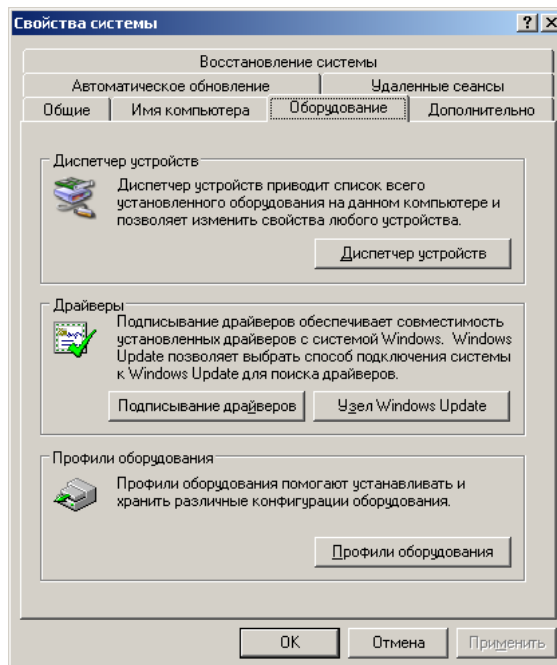 Свойства системы
Восстановление системы
Автоматическое обновление
Удаленные сеансы
Общие
Имя компьютера
Оборудование
Дополнительно
Диспетчер устройств
Диспетчер устройств приводит список всего
установленного оборудования на данном компьютере и
позволяет изменить свойства любого устройства.
Диспетчер устройств
Драйверы
Подписывание драйверов обеспечивает совместимость
установленных драйверов с системой Windows. Windows
Update позволяет выбрать способ подключения системы
к Windows Update для поиска драйверов.
Подписывание драйверов
Узел Windows Update
Профили оборудования
Профили оборудования помогают устанавливать и
хранить различные конфигурации оборудования.
Профили оборудования
OK
Отмена
Применить